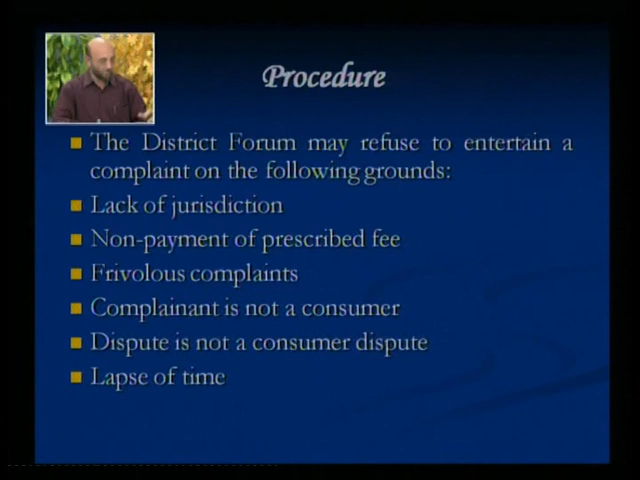 Procedure
The District Forum may refuse to entertain a
complaint on the following grounds:
Lack of jurisdiction
Non-payment of prescribed fee
Frivolous complaints
Complainant is not a consumer
Dispute is not a consumer dispute
Lapse of time